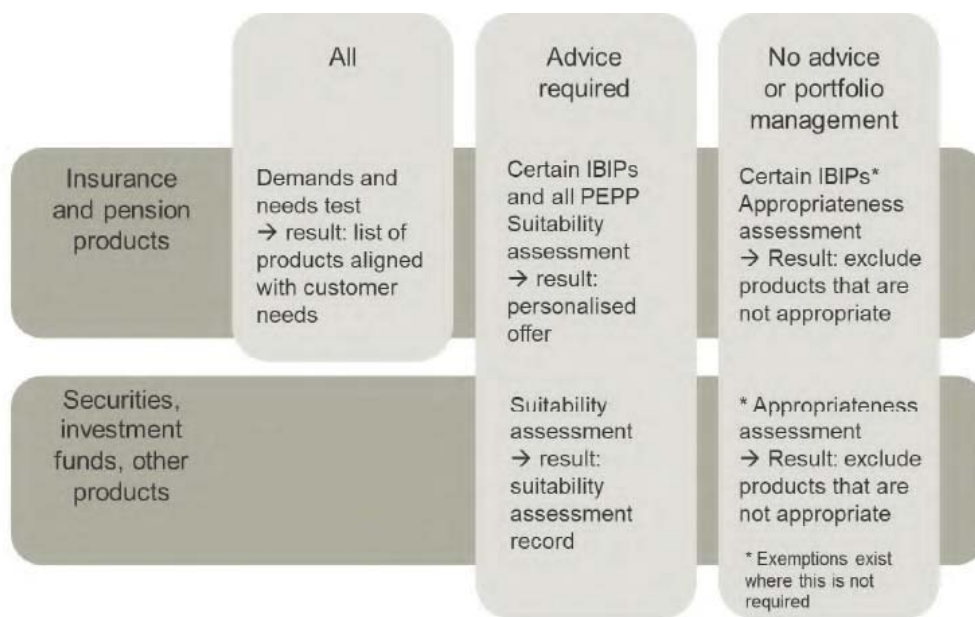 All
Advice
required
No advice
or portfolio
management
Insurance
and pension
products
Demands and
needs test
→ result: list of
products aligned
with customer
needs
Certain IBIPs
and all PEPP
Suitability
assessment
→ result:
personalised
offer
Certain IBIPs*
Appropriateness
assessment
→ Result: exclude
products that are
not appropriate
Securities,
investment
funds, other
products
Suitability
assessment
→ result:
suitability
assessment
record
* Appropriateness
assessment
→ Result: exclude
products that are
not appropriate
* Exemptions exist
where this is not
required